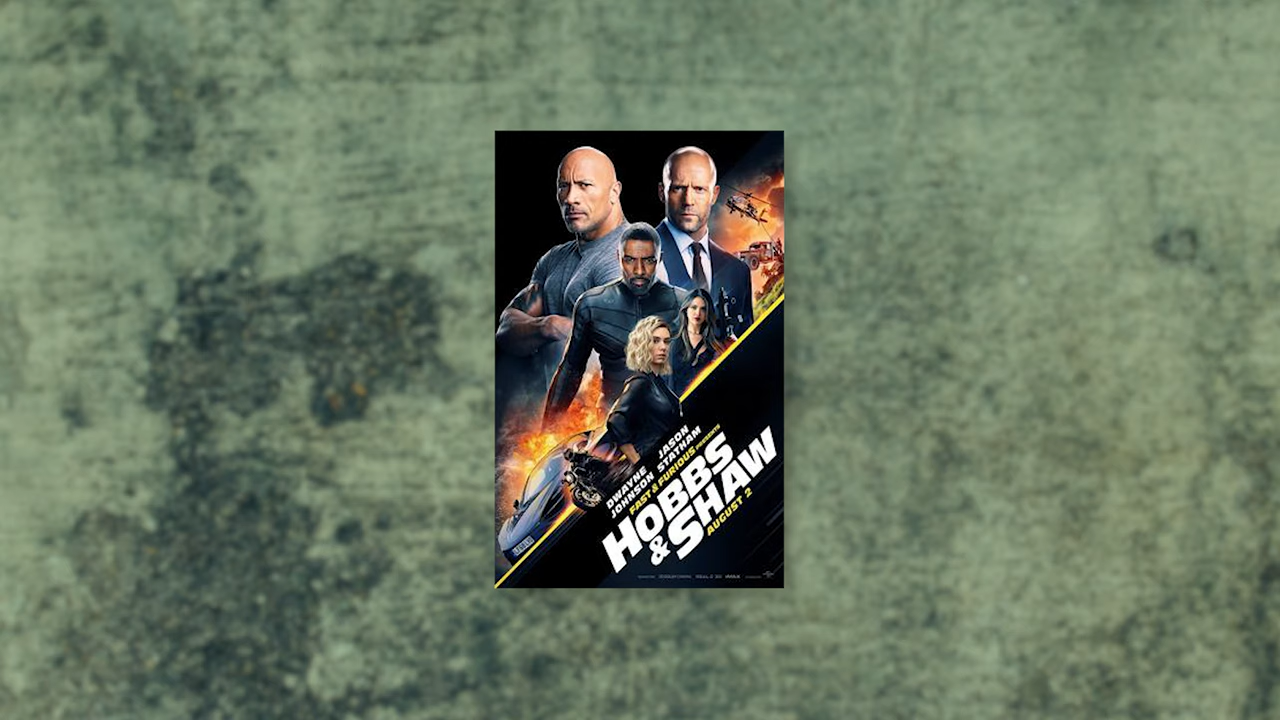 DWAYNE
JOHNSON
JASON
STATHAM
FAST & FURIOUS PRESENTS
HOBBS
& SHAW
AUGUST 2